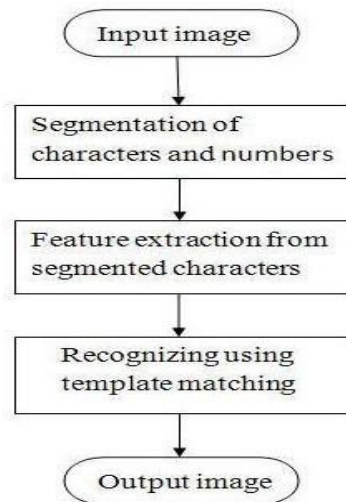 Input image
Segmentation of
characters and numbers
Feature extraction from
segmented characters
Recognizing using
template matching
Output image